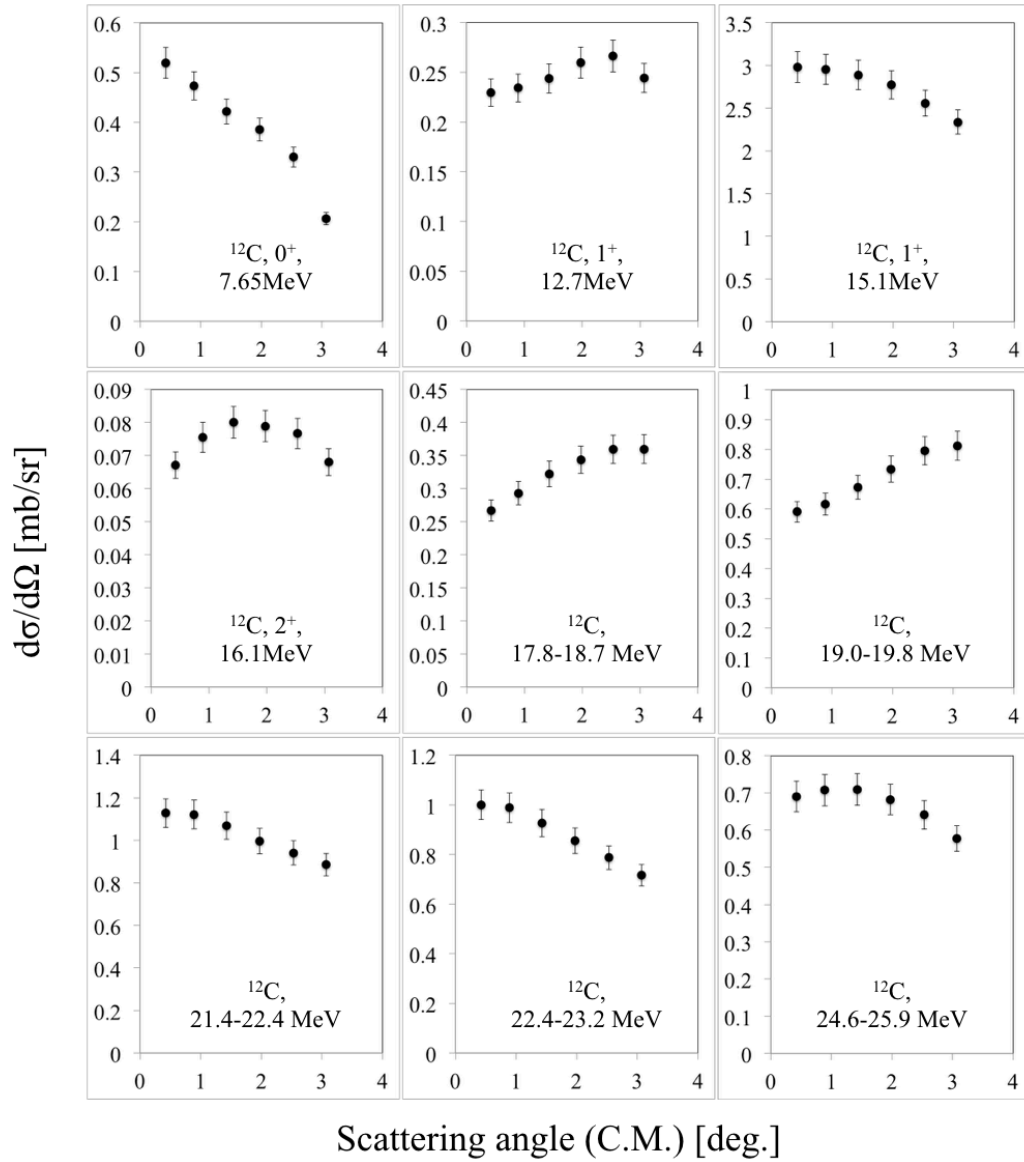 dσ/dΩ [mb/sr]
0.6
0.5
0.4
0.3
0.2
0.1
0
0 1 2 3 4
¹²C, 0⁺,
7.65MeV
0.3
0.25
0.2
0.15
0.1
0.05
0
0 1 2 3 4
¹²C, 1⁺,
12.7MeV
3.5
3
2.5
2
1.5
1
0.5
0
0 1 2 3 4
¹²C, 1⁺,
15.1MeV
0.09
0.08
0.07
0.06
0.05
0.04
0.03
0.02
0.01
0
0 1 2 3 4
¹²C, 2⁺,
16.1MeV
0.45
0.4
0.35
0.3
0.25
0.2
0.15
0.1
0.05
0
0 1 2 3 4
¹²C,
17.8-18.7 MeV
1
0.9
0.8
0.7
0.6
0.5
0.4
0.3
0.2
0.1
0
0 1 2 3 4
¹²C,
19.0-19.8 MeV
1.4
1.2
1
0.8
0.6
0.4
0.2
0
0 1 2 3 4
¹²C,
21.4-22.4 MeV
1.2
1
0.8
0.6
0.4
0.2
0
0 1 2 3 4
¹²C,
22.4-23.2 MeV
0.8
0.7
0.6
0.5
0.4
0.3
0.2
0.1
0
0 1 2 3 4
¹²C,
24.6-25.9 MeV
Scattering angle (C.M.) [deg.]